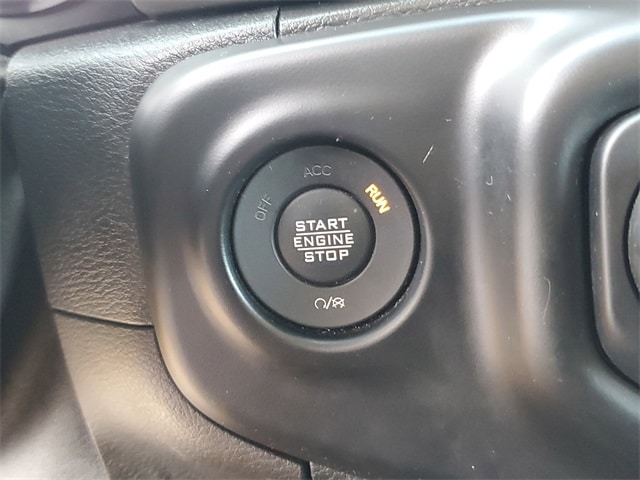 OFF
ACC
RUN
START
ENGINE
STOP